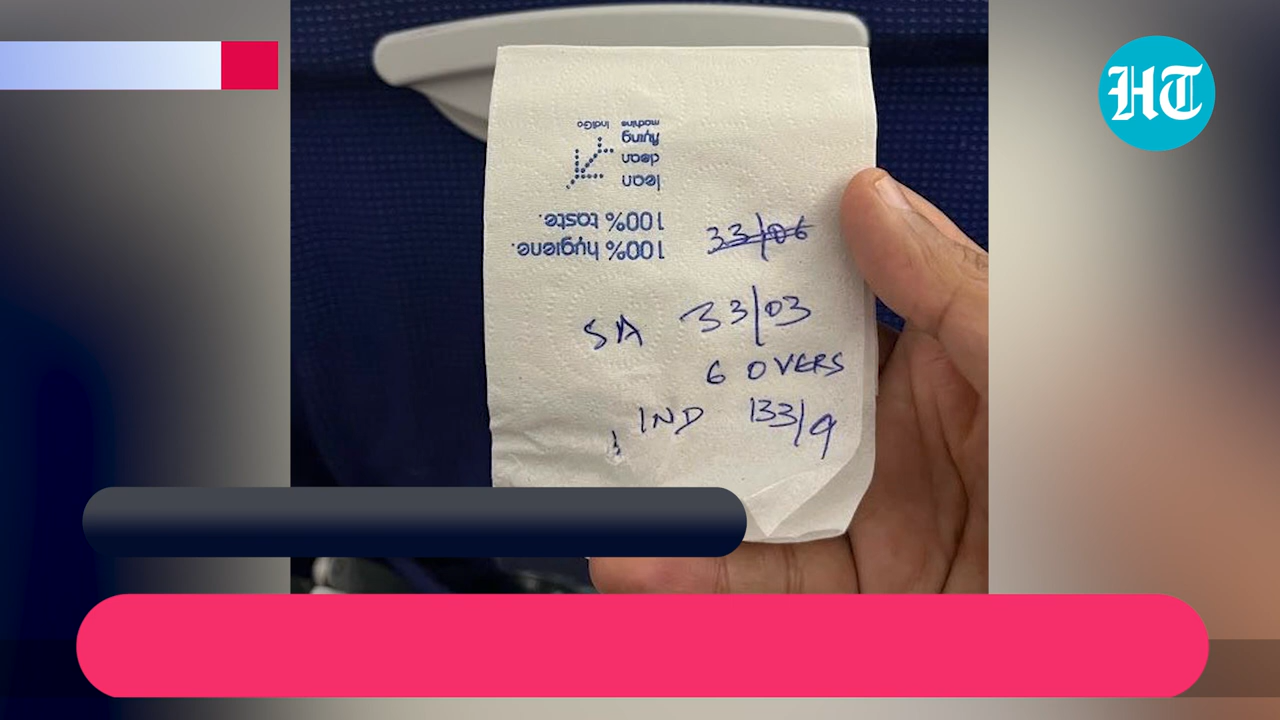 HT
100% hygiene.
100% taste.
lean
clean
flying
machine IndiGo
33/06
SA 33/03
6 OVERS
IND 133/9